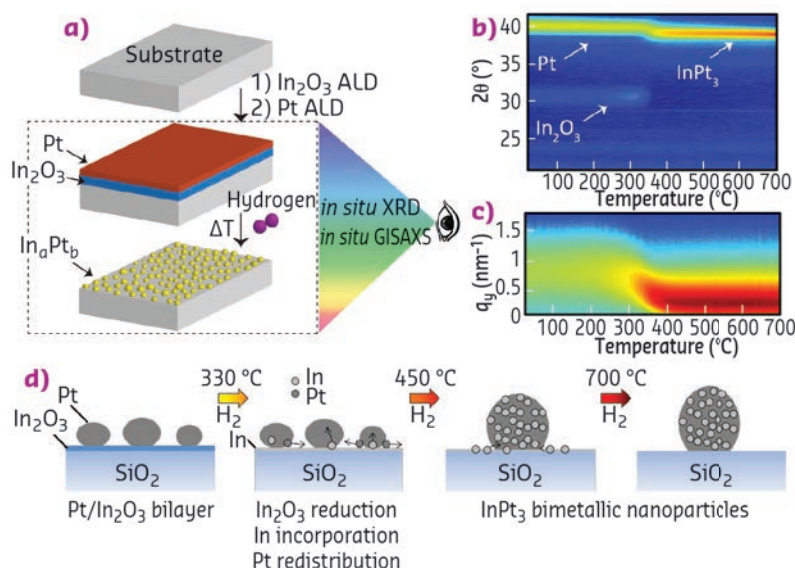 a)
Substrate
1) In₂O₃ ALD
2) Pt ALD
Pt
In₂O₃
Hydrogen
ΔT
InₐPt_b
in situ XRD
in situ GISAXS
b)
40
35
30
25
2θ (°)
Pt
InPt₃
In₂O₃
100 200 300 400 500 600 700
Temperature (°C)
c)
1.5
1
0.5
0
q_y (nm⁻¹)
100 200 300 400 500 600 700
Temperature (°C)
d)
Pt
In₂O₃
SiO₂
Pt/In₂O₃ bilayer
330 °C
H₂
In
Pt
In
SiO₂
In₂O₃ reduction
In incorporation
Pt redistribution
450 °C
H₂
SiO₂
700 °C
H₂
SiO₂
InPt₃ bimetallic nanoparticles